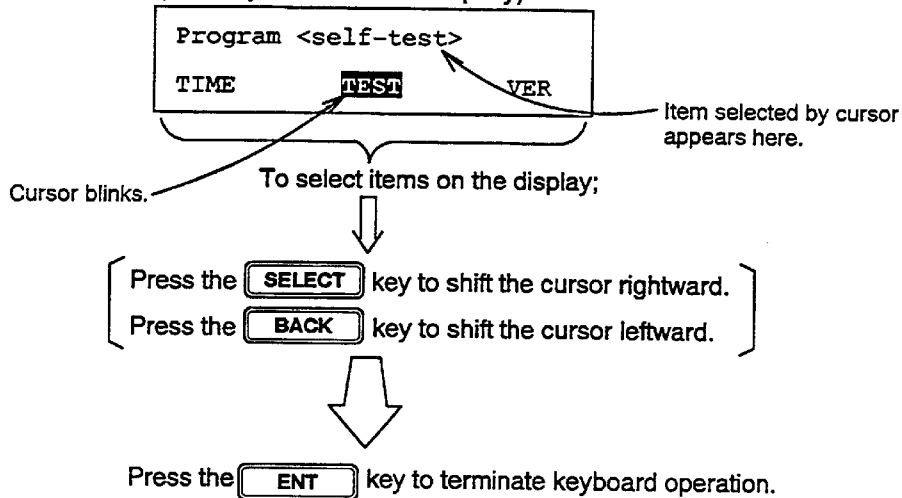 Program <self-test>
TIME TEST VER
Item selected by cursor
appears here.
Cursor blinks.
To select items on the display;
Press the SELECT key to shift the cursor rightward.
Press the BACK key to shift the cursor leftward.
Press the ENT key to terminate keyboard operation.